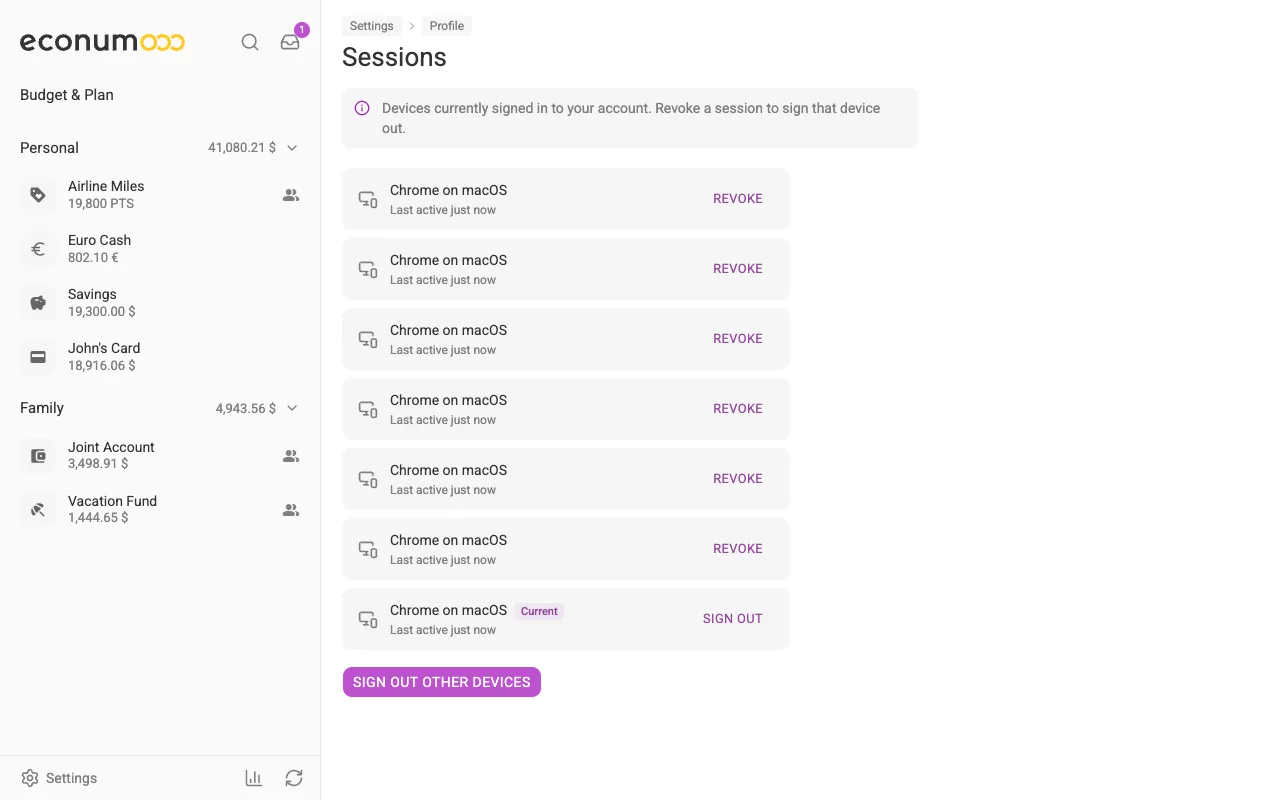 econumo
1
Budget & Plan
Personal 41,080.21 $
Airline Miles
19,800 PTS
Euro Cash
802.10 €
Savings
19,300.00 $
John's Card
18,916.06 $
Family 4,943.56 $
Joint Account
3,498.91 $
Vacation Fund
1,444.65 $
Settings
Settings > Profile
Sessions
Devices currently signed in to your account. Revoke a session to sign that device
out.
Chrome on macOS
Last active just now
REVOKE
Chrome on macOS
Last active just now
REVOKE
Chrome on macOS
Last active just now
REVOKE
Chrome on macOS
Last active just now
REVOKE
Chrome on macOS
Last active just now
REVOKE
Chrome on macOS
Last active just now
REVOKE
Chrome on macOS Current
Last active just now
SIGN OUT
SIGN OUT OTHER DEVICES